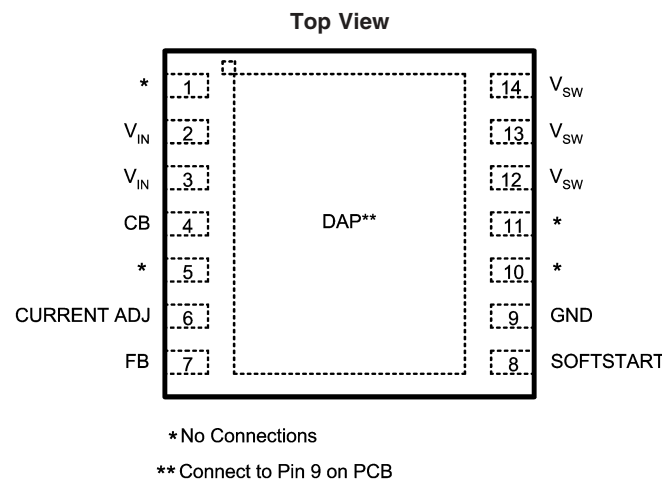 Top View
* 1 14 V_SW
V_IN 2 13 V_SW
V_IN 3 12 V_SW
CB 4 DAP** 11 *
* 5 10 *
CURRENT ADJ 6 9 GND
FB 7 8 SOFTSTART
* No Connections
** Connect to Pin 9 on PCB